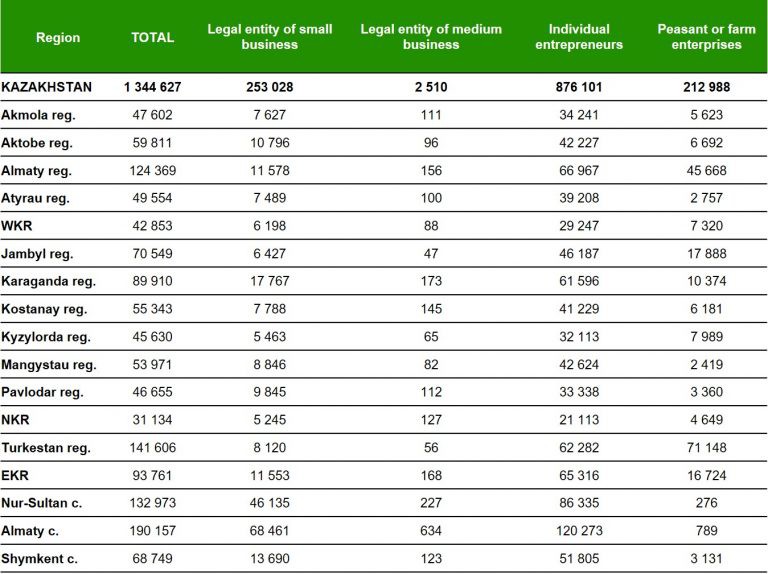 Region TOTAL Legal entity of small business Legal entity of medium business Individual entrepreneurs Peasant or farm enterprises
KAZAKHSTAN 1 344 627 253 028 2 510 876 101 212 988
Akmola reg. 47 602 7 627 111 34 241 5 623
Aktobe reg. 59 811 10 796 96 42 227 6 692
Almaty reg. 124 369 11 578 156 66 967 45 668
Atyrau reg. 49 554 7 489 100 39 208 2 757
WKR 42 853 6 198 88 29 247 7 320
Jambyl reg. 70 549 6 427 47 46 187 17 888
Karaganda reg. 89 910 17 767 173 61 596 10 374
Kostanay reg. 55 343 7 788 145 41 229 6 181
Kyzylorda reg. 45 630 5 463 65 32 113 7 989
Mangystau reg. 53 971 8 846 82 42 624 2 419
Pavlodar reg. 46 655 9 845 112 33 338 3 360
NKR 31 134 5 245 127 21 113 4 649
Turkestan reg. 141 606 8 120 56 62 282 71 148
EKR 93 761 11 553 168 65 316 16 724
Nur-Sultan c. 132 973 46 135 227 86 335 276
Almaty c. 190 157 68 461 634 120 273 789
Shymkent c. 68 749 13 690 123 51 805 3 131